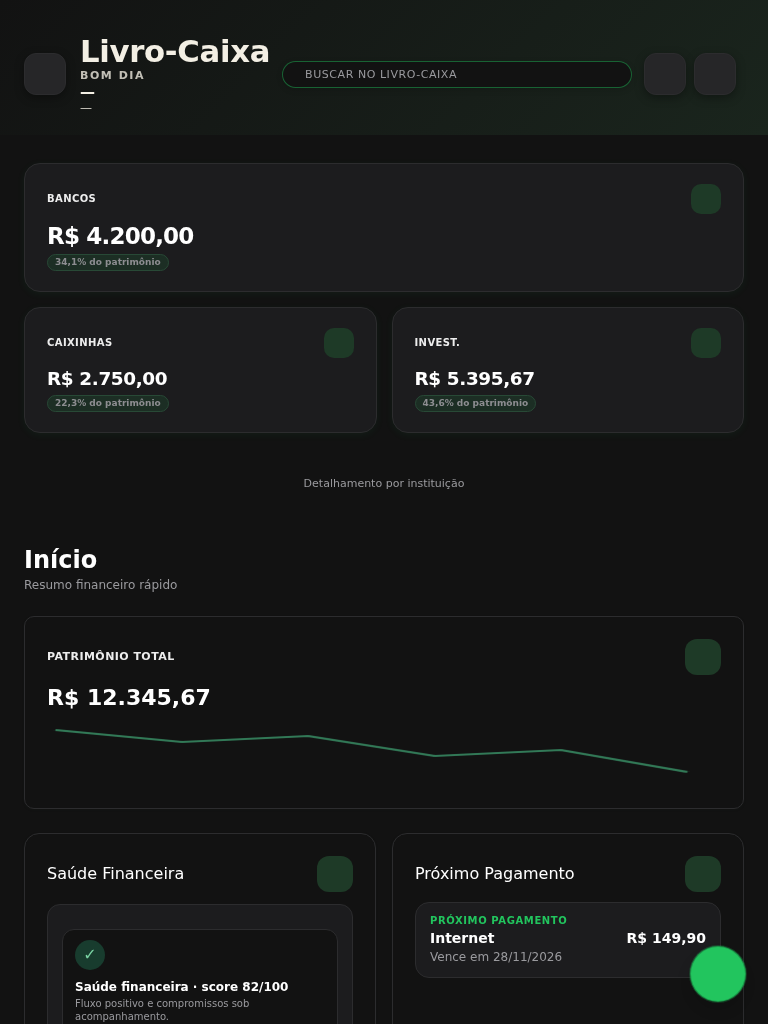 Livro-Caixa
BOM DIA
—
—
BUSCAR NO LIVRO-CAIXA
BANCOS
R$ 4.200,00
34,1% do patrimônio
CAIXINHAS
R$ 2.750,00
22,3% do patrimônio
INVEST.
R$ 5.395,67
43,6% do patrimônio
Detalhamento por instituição
Início
Resumo financeiro rápido
PATRIMÔNIO TOTAL
R$ 12.345,67
Saúde Financeira
✓
Saúde financeira · score 82/100
Fluxo positivo e compromissos sob
acompanhamento.
Próximo Pagamento
PRÓXIMO PAGAMENTO
Internet R$ 149,90
Vence em 28/11/2026